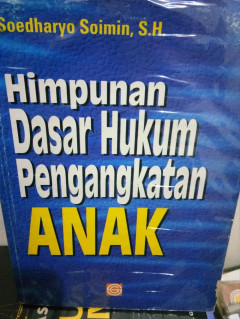 Soedharyo Soimin, S.H.
Himpunan
Dasar Hukum
Pengangkatan
ANAK